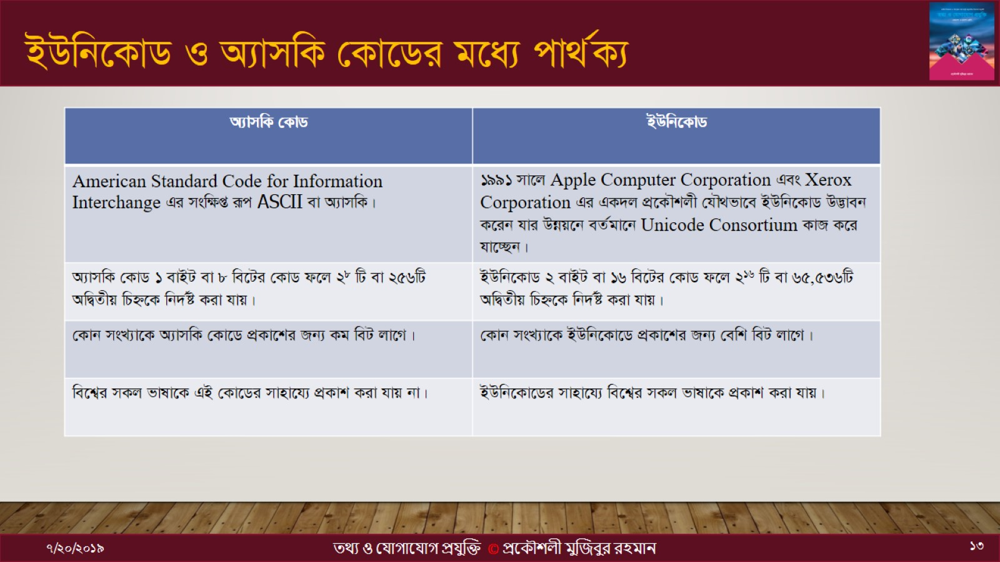 ইউনিকোড ও অ্যাসকি কোডের মধ্যে পার্থক্য
অ্যাসকি কোড
ইউনিকোড
American Standard Code for Information
Interchange এর সংক্ষিপ্ত রূপ ASCII বা অ্যাসকি।
১৯৯১ সালে Apple Computer Corporation এবং Xerox
Corporation এর একদল প্রকৌশলী যৌথভাবে ইউনিকোড উদ্ভাবন
করেন যার উন্নয়নে বর্তমানে Unicode Consortium কাজ করে
যাচ্ছেন।
অ্যাসকি কোড ১ বাইট বা ৮ বিটের কোড ফলে ২⁸ টি বা ২৫৬টি
অদ্বিতীয় চিহ্নকে নির্দিষ্ট করা যায়।
ইউনিকোড ২ বাইট বা ১৬ বিটের কোড ফলে ২¹⁶ টি বা ৬৫,৫৩৬টি
অদ্বিতীয় চিহ্নকে নির্দিষ্ট করা যায়।
কোন সংখ্যাকে অ্যাসকি কোডে প্রকাশের জন্য কম বিট লাগে।
কোন সংখ্যাকে ইউনিকোডে প্রকাশের জন্য বেশি বিট লাগে।
বিশ্বের সকল ভাষাকে এই কোডের সাহায্যে প্রকাশ করা যায় না।
ইউনিকোডের সাহায্যে বিশ্বের সকল ভাষাকে প্রকাশ করা যায়।
৭/২০/২০১৯
তথ্য ও যোগাযোগ প্রযুক্তি © প্রকৌশলী মুজিবুর রহমান
১৩